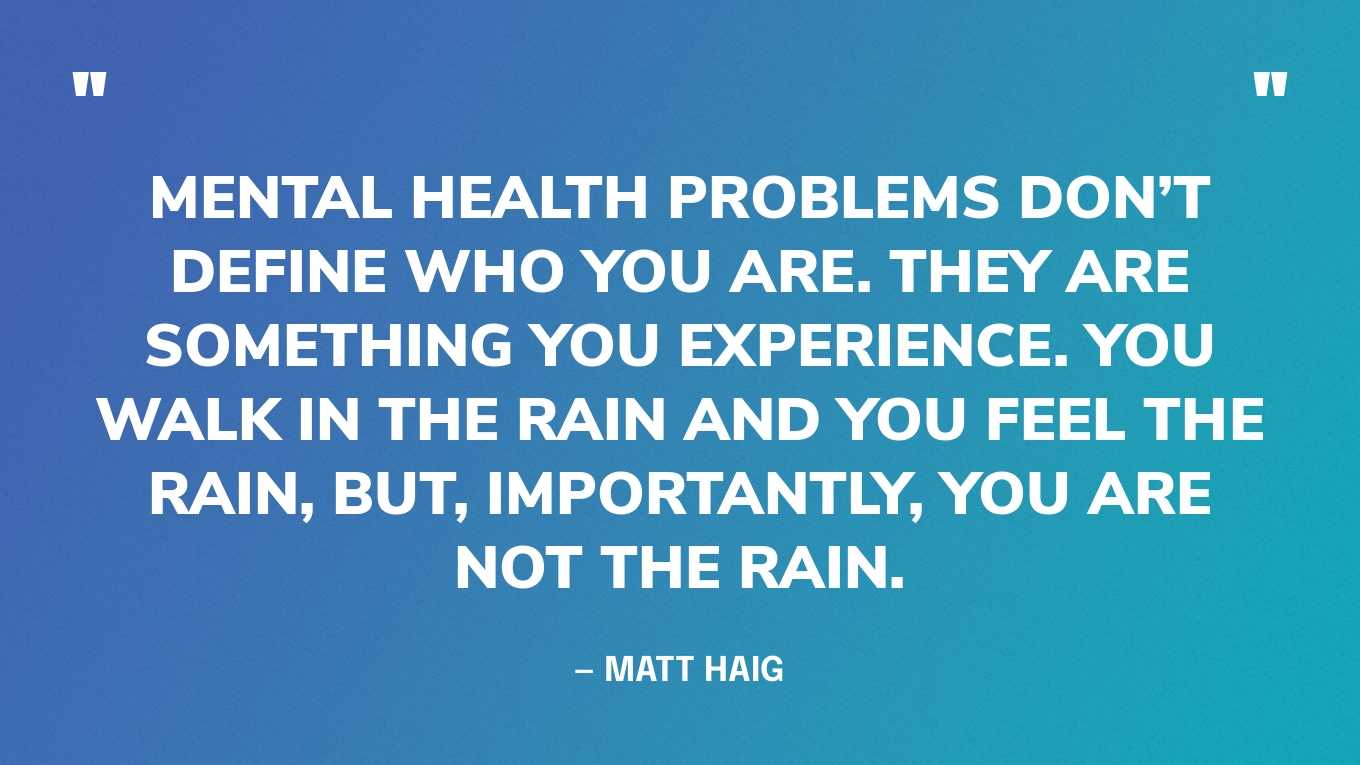 " "
MENTAL HEALTH PROBLEMS DON’T
DEFINE WHO YOU ARE. THEY ARE
SOMETHING YOU EXPERIENCE. YOU
WALK IN THE RAIN AND YOU FEEL THE
RAIN, BUT, IMPORTANTLY, YOU ARE
NOT THE RAIN.
– MATT HAIG